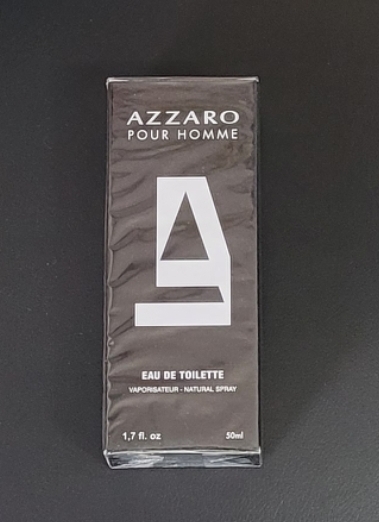 AZZARO
POUR HOMME
EAU DE TOILETTE
VAPORISATEUR - NATURAL SPRAY
1,7 fl. oz 50ml